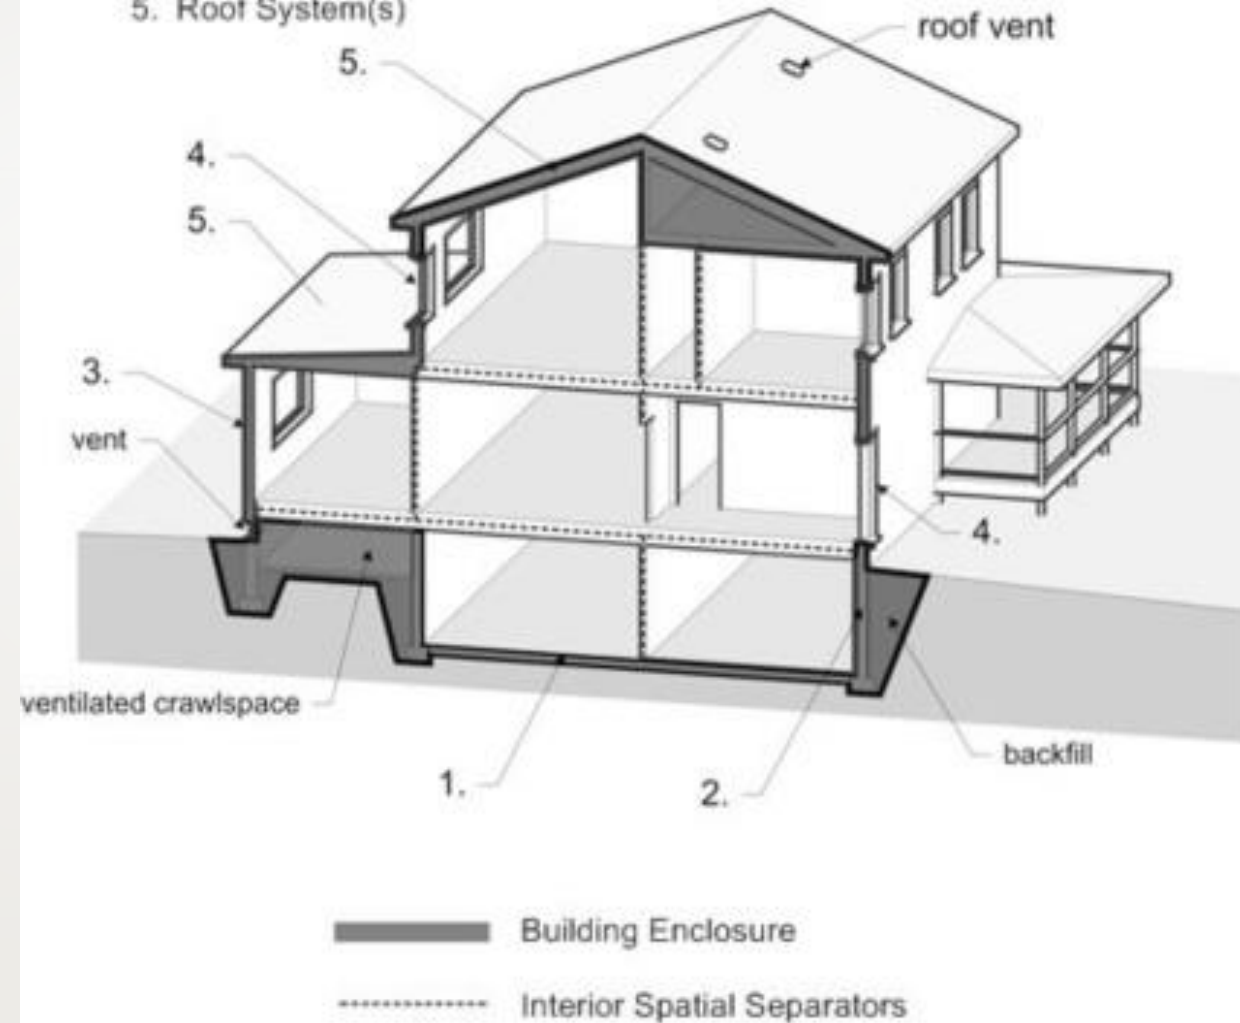 5. Roof System(s)
roof vent
5.
4.
5.
3.
vent
4.
ventilated crawlspace
backfill
1.
2.
Building Enclosure
Interior Spatial Separators